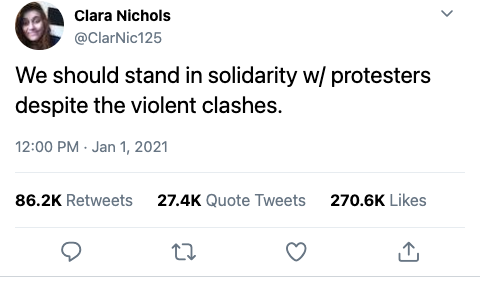 Clara Nichols
@ClarNic125
We should stand in solidarity w/ protesters
despite the violent clashes.
12:00 PM · Jan 1, 2021
86.2K Retweets 27.4K Quote Tweets 270.6K Likes